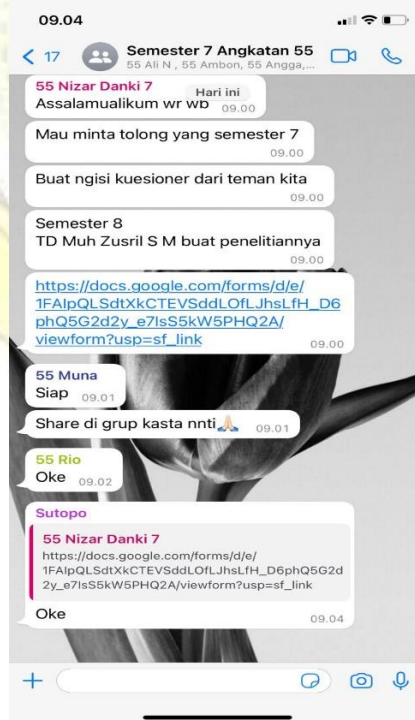 09.04
17
Semester 7 Angkatan 55
55 Ali N , 55 Ambon, 55 Angga,...
55 Nizar Danki 7
Hari ini
Assalamualikum wr wb 09.00
Mau minta tolong yang semester 7
09.00
Buat ngisi kuesioner dari teman kita
09.00
Semester 8
TD Muh Zusril S M buat penelitiannya
09.00
https://docs.google.com/forms/d/e/
1FAIpQLSdtXkCTEVSddLOfLJhsLfH_D6
phQ5G2d2y_e7IsS5kW5PHQ2A/
viewform?usp=sf_link
09.00
55 Muna
Siap 09.01
Share di grup kasta nnti🙏🏻 09.01
55 Rio
Oke 09.02
Sutopo
55 Nizar Danki 7
https://docs.google.com/forms/d/e/
1FAIpQLSdtXkCTEVSddLOfLJhsLfH_D6phQ5G2d
2y_e7IsS5kW5PHQ2A/viewform?usp=sf_link
Oke
09.04